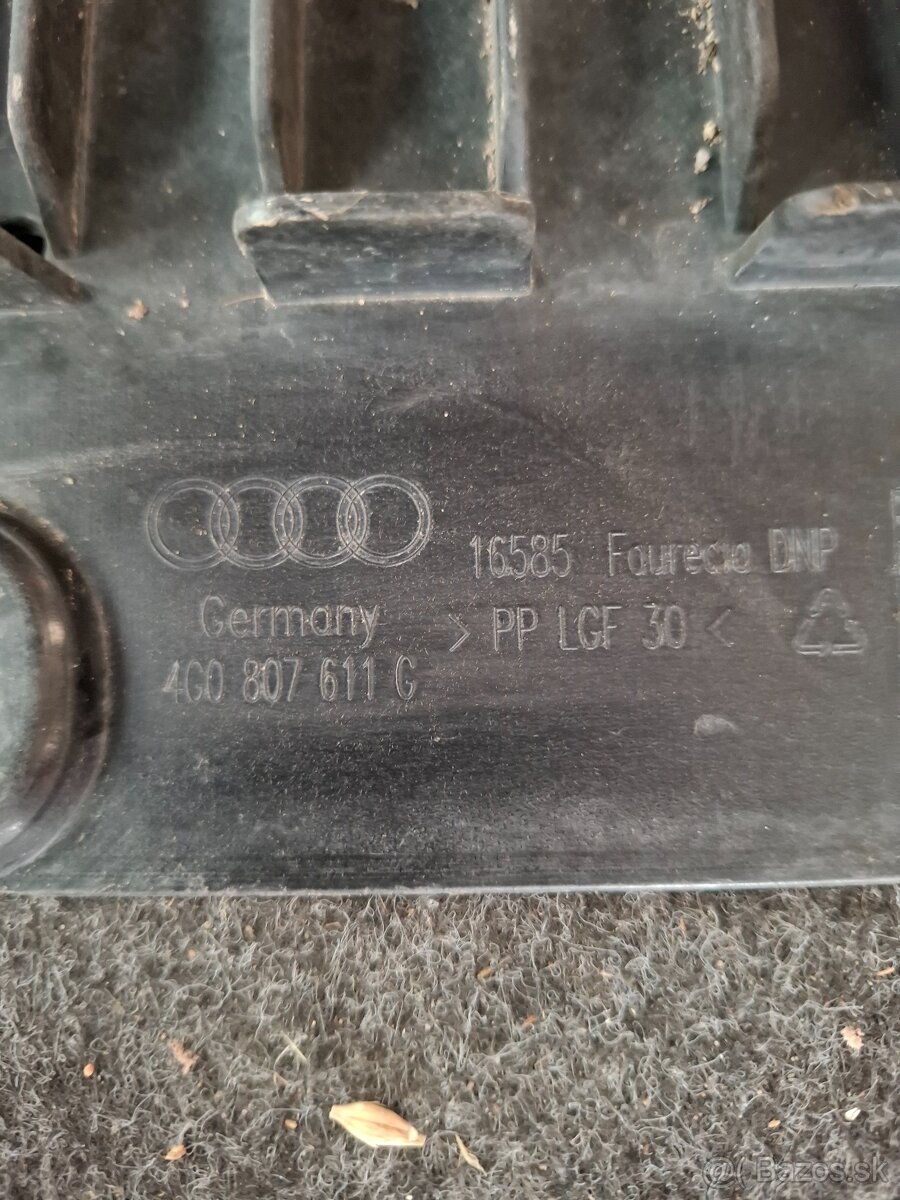 16585 Faurecia DNP
Germany > PP LGF 30 <
4G0 807 611 G
@( Bazos.sk